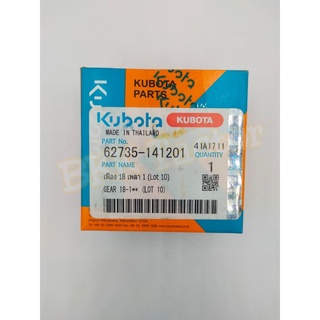 KUBOTA
PARTS
Kubota KUBOTA
MADE IN THAILAND
PART No. 41A1711
62735-141201 QUANTITY
PART NAME 1
เฟือง 18 เพลา 1 (Lot 10)
GEAR 18-1** (LOT 10)